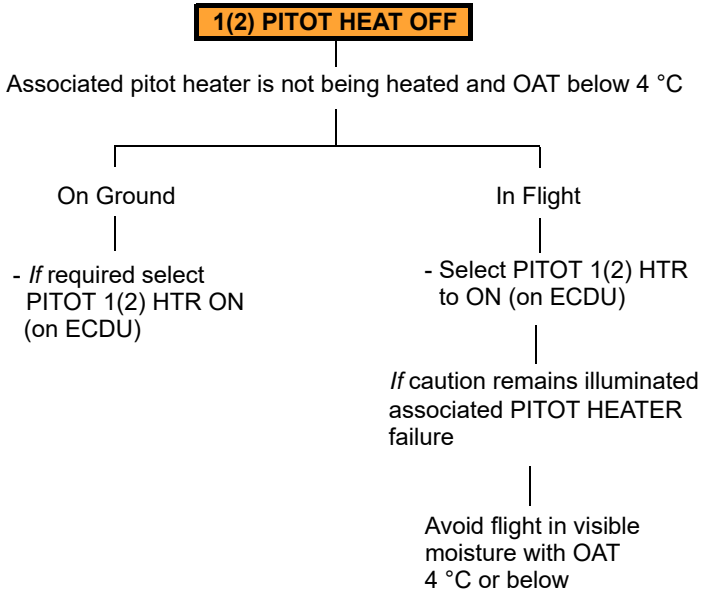 1(2) PITOT HEAT OFF
Associated pitot heater is not being heated and OAT below 4 °C
On Ground
- If required select
PITOT 1(2) HTR ON
(on ECDU)
In Flight
- Select PITOT 1(2) HTR
to ON (on ECDU)
If caution remains illuminated
associated PITOT HEATER
failure
Avoid flight in visible
moisture with OAT
4 °C or below